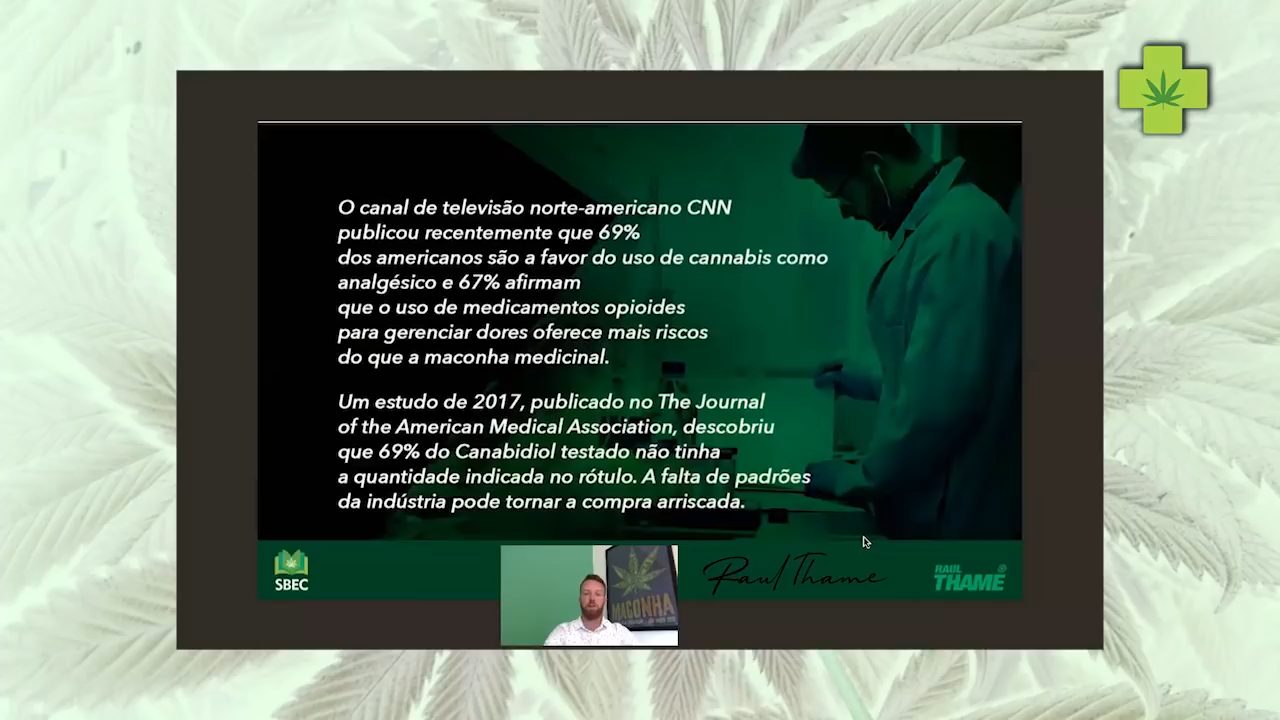 O canal de televisão norte-americano CNN
publicou recentemente que 69%
dos americanos são a favor do uso de cannabis como
analgésico e 67% afirmam
que o uso de medicamentos opioides
para gerenciar dores oferece mais riscos
do que a maconha medicinal.
Um estudo de 2017, publicado no The Journal
of the American Medical Association, descobriu
que 69% do Canabidiol testado não tinha
a quantidade indicada no rótulo. A falta de padrões
da indústria pode tornar a compra arriscada.
SBEC
MACONHA
Raul Thame
RAUL
THAME